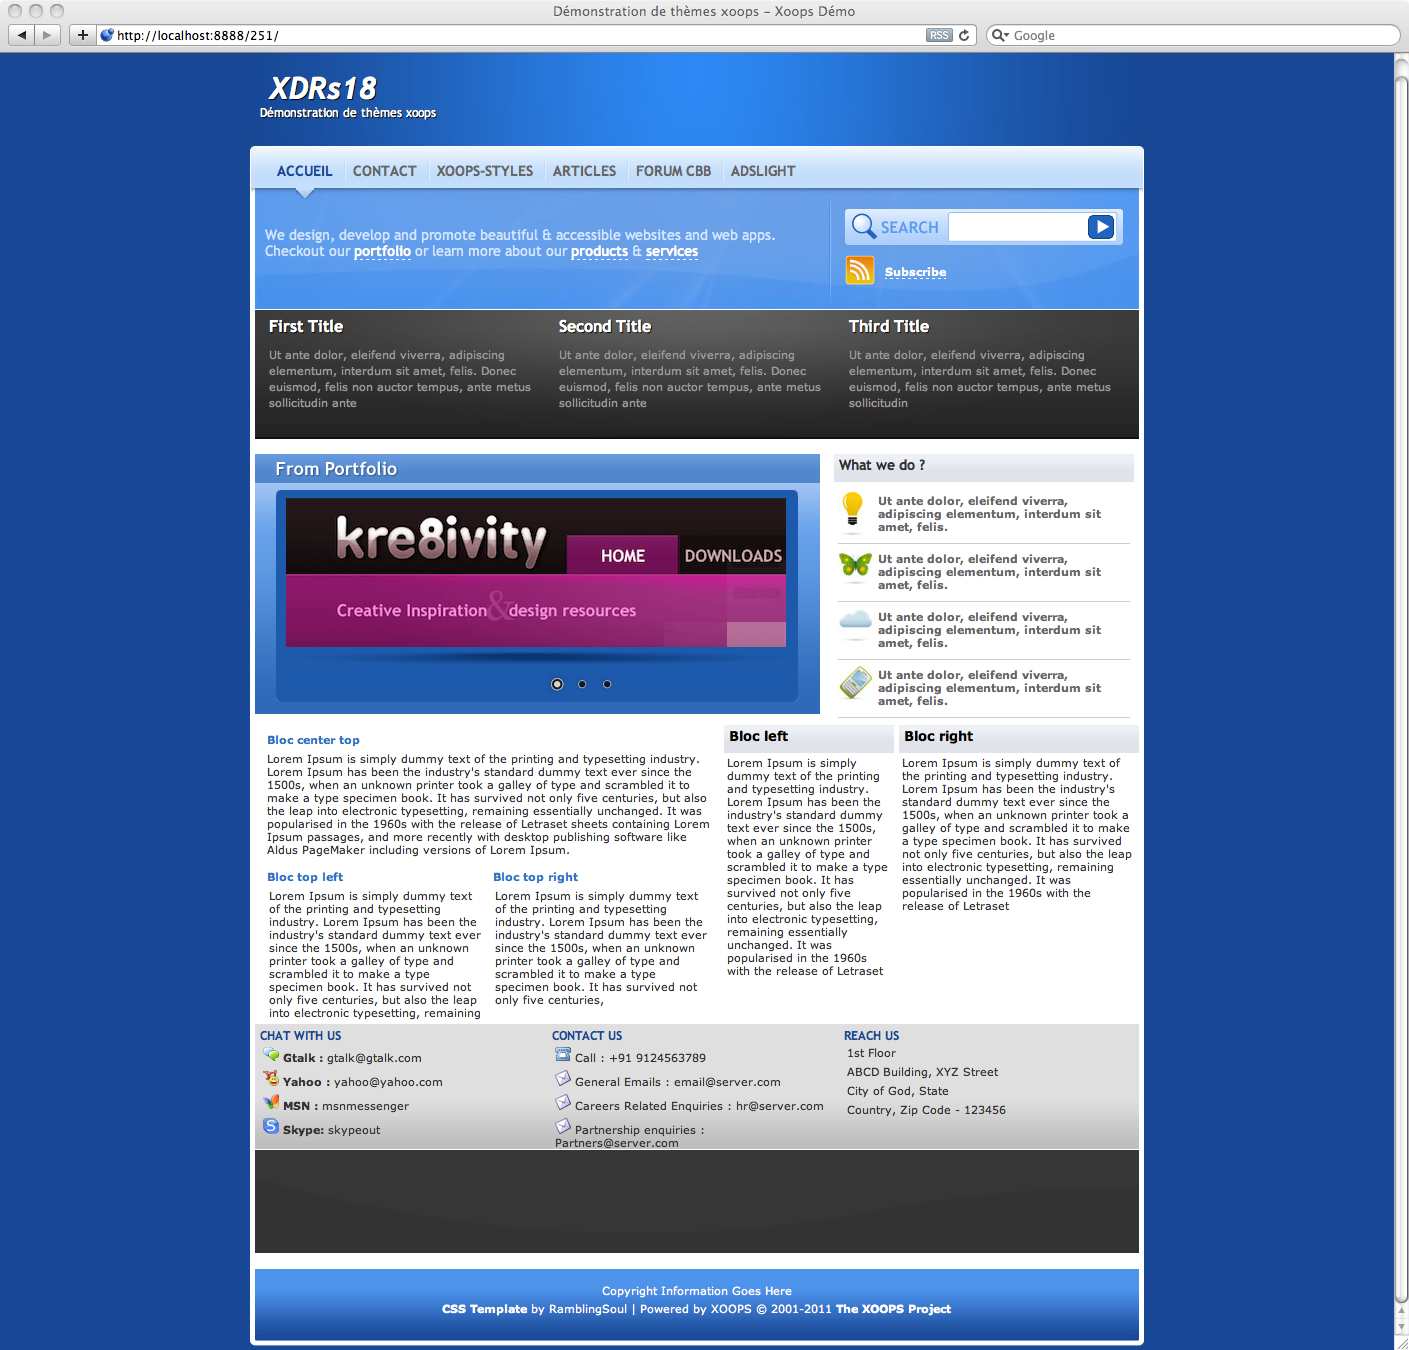 Démonstration de thèmes xoops – Xoops Démo
http://localhost:8888/251/
RSS
Google
XDRs18
Démonstration de thèmes xoops
ACCUEIL
CONTACT
XOOPS-STYLES
ARTICLES
FORUM CBB
ADSLIGHT
We design, develop and promote beautiful & accessible websites and web apps.
Checkout our portfolio or learn more about our products & services
SEARCH
Subscribe
First Title
Ut ante dolor, eleifend viverra, adipiscing
elementum, interdum sit amet, felis. Donec
euismod, felis non auctor tempus, ante metus
sollicitudin ante
Second Title
Ut ante dolor, eleifend viverra, adipiscing
elementum, interdum sit amet, felis. Donec
euismod, felis non auctor tempus, ante metus
sollicitudin ante
Third Title
Ut ante dolor, eleifend viverra, adipiscing
elementum, interdum sit amet, felis. Donec
euismod, felis non auctor tempus, ante metus
sollicitudin
From Portfolio
kre8ivity
HOME
DOWNLOADS
Creative Inspiration & design resources
What we do ?
Ut ante dolor, eleifend viverra,
adipiscing elementum, interdum sit
amet, felis.
Ut ante dolor, eleifend viverra,
adipiscing elementum, interdum sit
amet, felis.
Ut ante dolor, eleifend viverra,
adipiscing elementum, interdum sit
amet, felis.
Ut ante dolor, eleifend viverra,
adipiscing elementum, interdum sit
amet, felis.
Bloc center top
Lorem Ipsum is simply dummy text of the printing and typesetting industry.
Lorem Ipsum has been the industry's standard dummy text ever since the
1500s, when an unknown printer took a galley of type and scrambled it to
make a type specimen book. It has survived not only five centuries, but also
the leap into electronic typesetting, remaining essentially unchanged. It was
popularised in the 1960s with the release of Letraset sheets containing Lorem
Ipsum passages, and more recently with desktop publishing software like
Aldus PageMaker including versions of Lorem Ipsum.
Bloc top left
Lorem Ipsum is simply dummy text
of the printing and typesetting
industry. Lorem Ipsum has been the
industry's standard dummy text ever
since the 1500s, when an unknown
printer took a galley of type and
scrambled it to make a type
specimen book. It has survived not
only five centuries, but also the leap
into electronic typesetting, remaining
Bloc top right
Lorem Ipsum is simply dummy text
of the printing and typesetting
industry. Lorem Ipsum has been the
industry's standard dummy text ever
since the 1500s, when an unknown
printer took a galley of type and
scrambled it to make a type
specimen book. It has survived not
only five centuries,
Bloc left
Lorem Ipsum is simply
dummy text of the printing
and typesetting industry.
Lorem Ipsum has been the
industry's standard dummy
text ever since the 1500s,
when an unknown printer
took a galley of type and
scrambled it to make a type
specimen book. It has
survived not only five
centuries, but also the leap
into electronic typesetting,
remaining essentially
unchanged. It was
popularised in the 1960s
with the release of Letraset
Bloc right
Lorem Ipsum is simply dummy text of
the printing and typesetting industry.
Lorem Ipsum has been the industry's
standard dummy text ever since the
1500s, when an unknown printer took a
galley of type and scrambled it to make
a type specimen book. It has survived
not only five centuries, but also the leap
into electronic typesetting, remaining
essentially unchanged. It was
popularised in the 1960s with the
release of Letraset
CHAT WITH US
Gtalk : gtalk@gtalk.com
Yahoo : yahoo@yahoo.com
MSN : msnmessenger
Skype: skypeout
CONTACT US
Call : +91 9124563789
General Emails : email@server.com
Careers Related Enquiries : hr@server.com
Partnership enquiries :
Partners@server.com
REACH US
1st Floor
ABCD Building, XYZ Street
City of God, State
Country, Zip Code - 123456
Copyright Information Goes Here
CSS Template by RamblingSoul | Powered by XOOPS © 2001-2011 The XOOPS Project